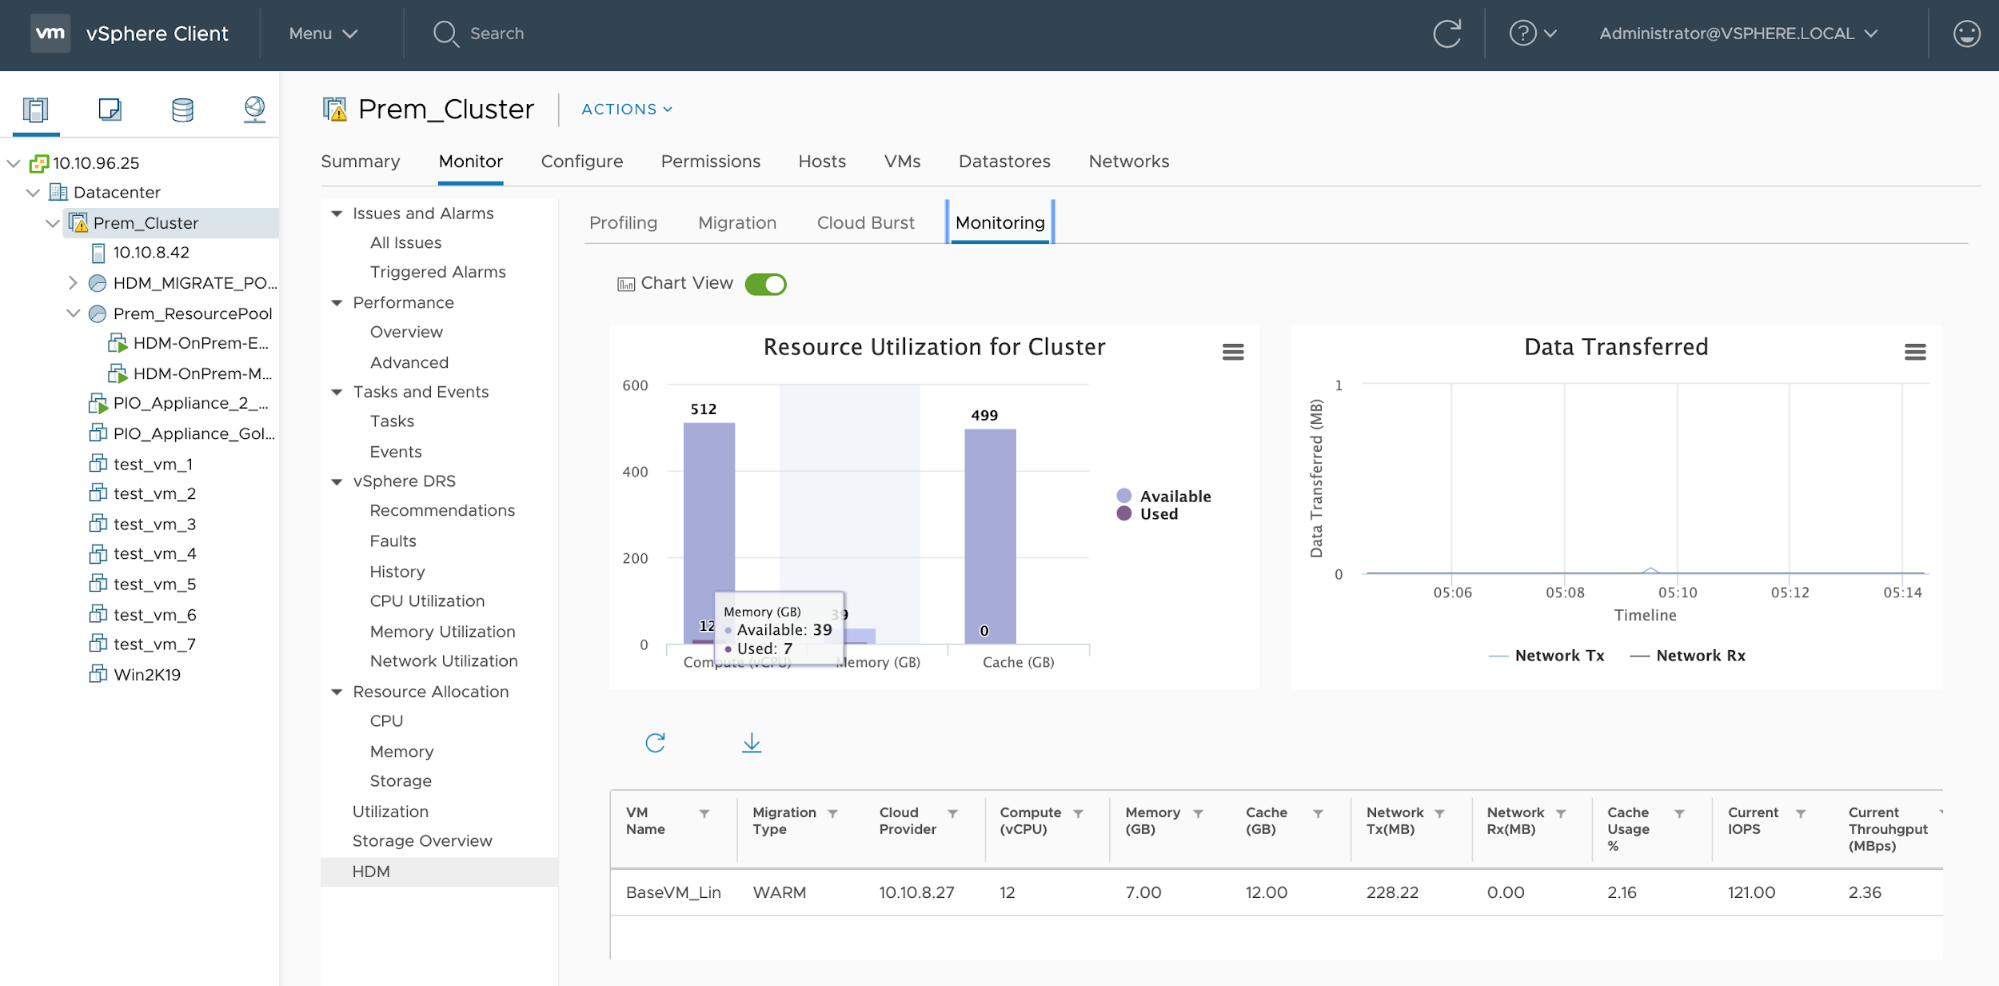 vm vSphere Client Menu Search Administrator@VSPHERE.LOCAL
10.10.96.25
Datacenter
Prem_Cluster
10.10.8.42
HDM_MIGRATE_PO...
Prem_ResourcePool
HDM-OnPrem-E...
HDM-OnPrem-M...
PIO_Appliance_2_...
PIO_Appliance_Gol...
test_vm_1
test_vm_2
test_vm_3
test_vm_4
test_vm_5
test_vm_6
test_vm_7
Win2K19
Prem_Cluster ACTIONS
Summary Monitor Configure Permissions Hosts VMs Datastores Networks
Issues and Alarms
All Issues
Triggered Alarms
Performance
Overview
Advanced
Tasks and Events
Tasks
Events
vSphere DRS
Recommendations
Faults
History
CPU Utilization
Memory Utilization
Network Utilization
Resource Allocation
CPU
Memory
Storage
Utilization
Storage Overview
HDM
Profiling Migration Cloud Burst Monitoring
Chart View
Resource Utilization for Cluster
600
400
200
0
512
499
12
39
0
Memory (GB)
Available: 39
Used: 7
Compute (vCPU) Memory (GB) Cache (GB)
Available
Used
Data Transferred
Data Transferred (MB)
1
0
05:06 05:08 05:10 05:12 05:14
Timeline
Network Tx Network Rx
VM Name Migration Type Cloud Provider Compute (vCPU) Memory (GB) Cache (GB) Network Tx(MB) Network Rx(MB) Cache Usage % Current IOPS Current Throuhgput (MBps)
BaseVM_Lin WARM 10.10.8.27 12 7.00 12.00 228.22 0.00 2.16 121.00 2.36